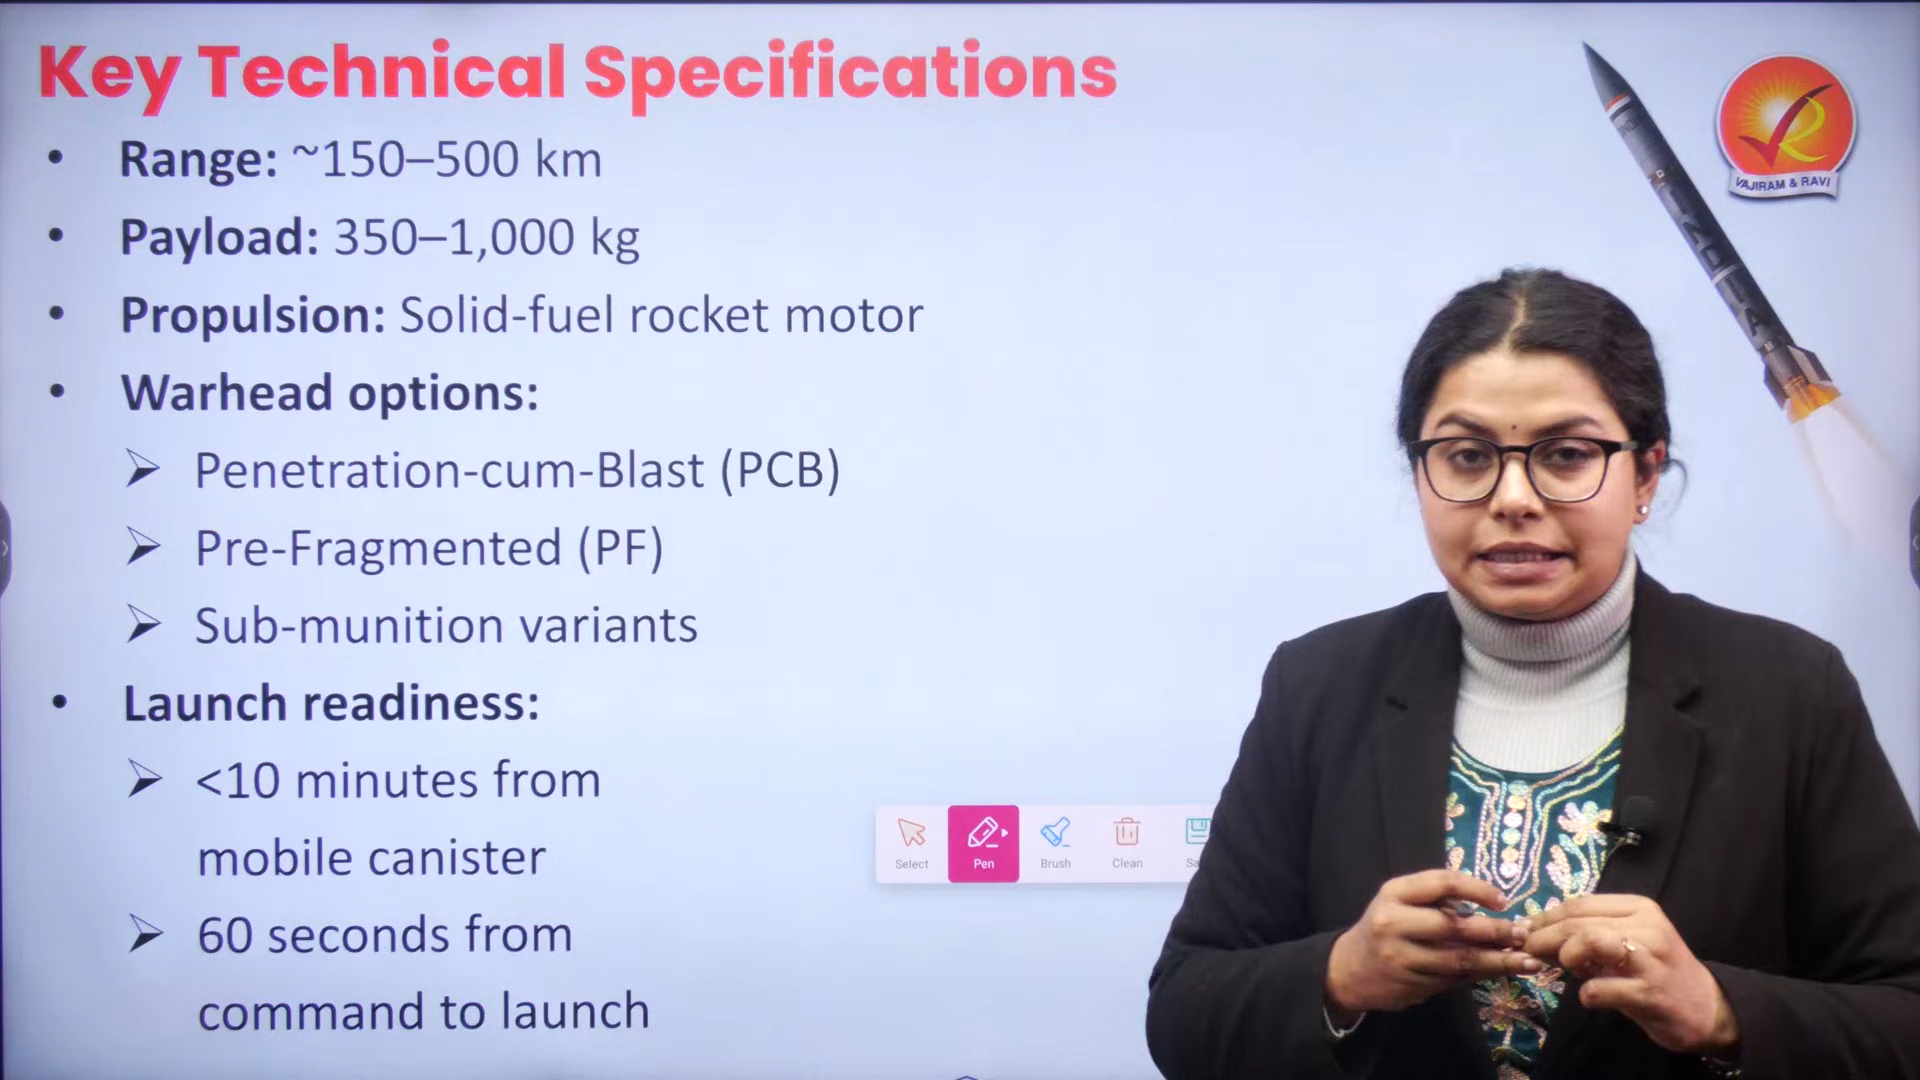 Key Technical Specifications
• Range: ~150–500 km
• Payload: 350–1,000 kg
• Propulsion: Solid-fuel rocket motor
• Warhead options:
➢ Penetration-cum-Blast (PCB)
➢ Pre-Fragmented (PF)
➢ Sub-munition variants
• Launch readiness:
➢ <10 minutes from
mobile canister
➢ 60 seconds from
command to launch
VAJIRAM & RAVI
INDIA
Select Pen Brush Clean